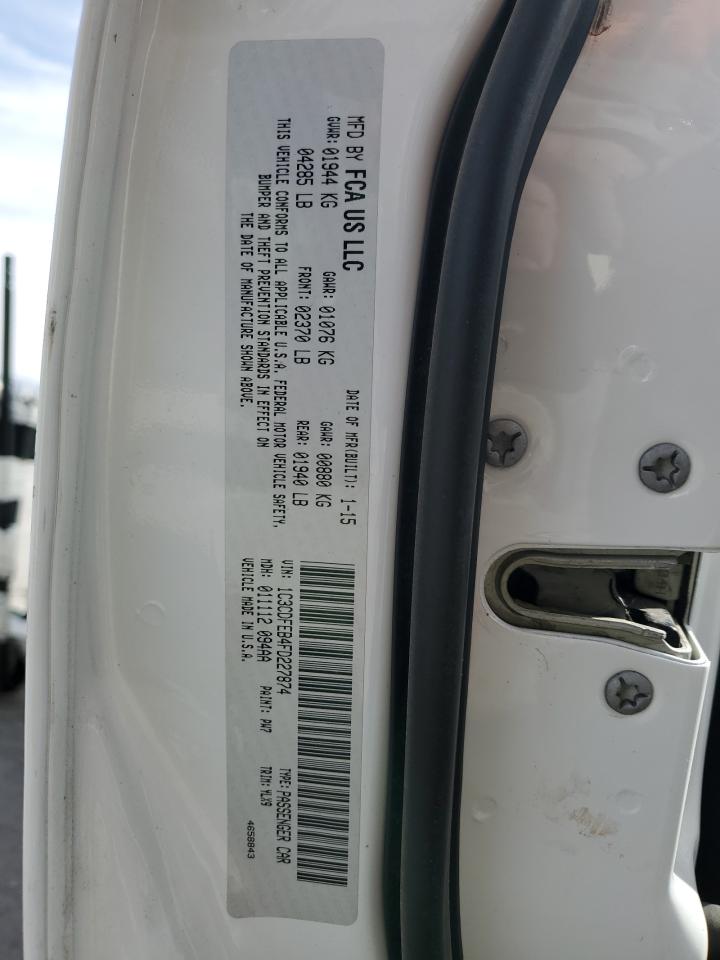 MFD BY FCA US LLC
DATE OF MFR(BUILT): 1-15
GVWR: 01944 KG
GAWR: 01076 KG
GAWR: 00880 KG
04285 LB
FRONT: 02370 LB
REAR: 01940 LB
THIS VEHICLE CONFORMS TO ALL APPLICABLE U.S.A. FEDERAL MOTOR VEHICLE SAFETY,
BUMPER AND THEFT PREVENTION STANDARDS IN EFFECT ON
THE DATE OF MANUFACTURE SHOWN ABOVE.
VIN: 1C3CDFEB4FD227874
TYPE: PASSENGER CAR
MDH: 011112 094AA
PAINT: PW7
TRIM: YLX9
VEHICLE MADE IN U.S.A.
4658843